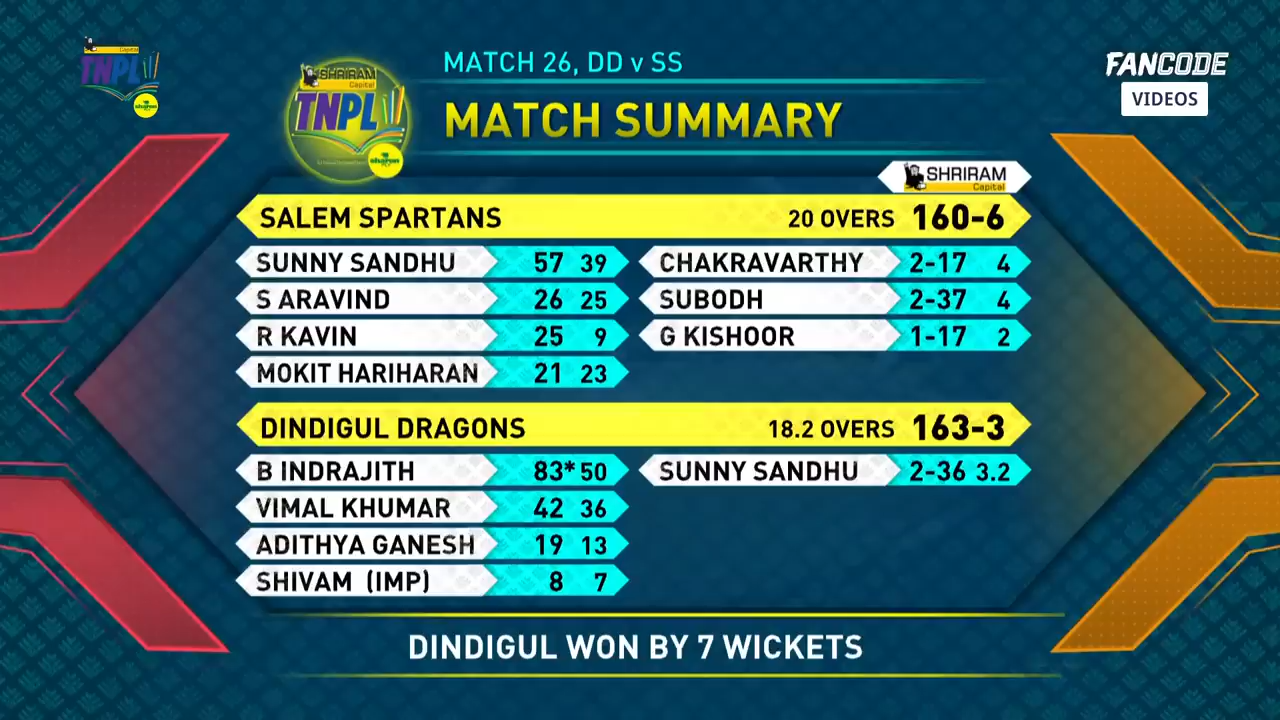 Capital
TNPL
SHRIRAM
Capital
TNPL
MATCH 26, DD v SS
MATCH SUMMARY
FANCODE
VIDEOS
SHRIRAM
Capital
SALEM SPARTANS 20 OVERS 160-6
SUNNY SANDHU 57 39 CHAKRAVARTHY 2-17 4
S ARAVIND 26 25 SUBODH 2-37 4
R KAVIN 25 9 G KISHOOR 1-17 2
MOKIT HARIHARAN 21 23
DINDIGUL DRAGONS 18.2 OVERS 163-3
B INDRAJITH 83* 50 SUNNY SANDHU 2-36 3.2
VIMAL KHUMAR 42 36
ADITHYA GANESH 19 13
SHIVAM (IMP) 8 7
DINDIGUL WON BY 7 WICKETS